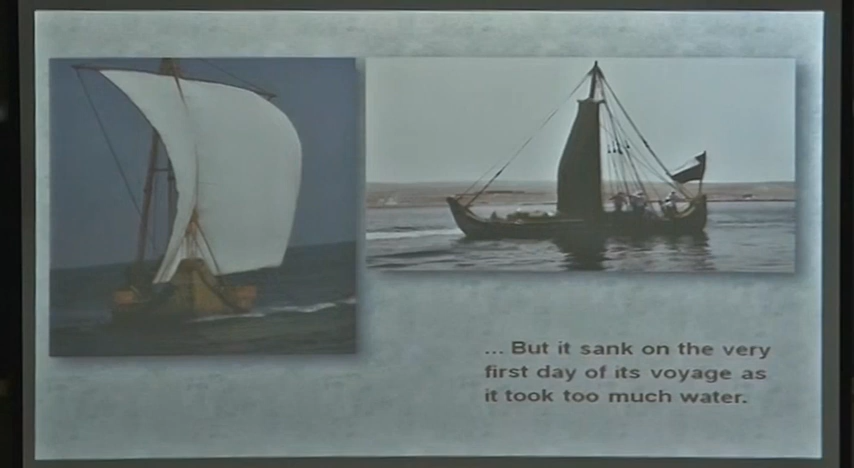 ... But it sank on the very
first day of its voyage as
it took too much water.